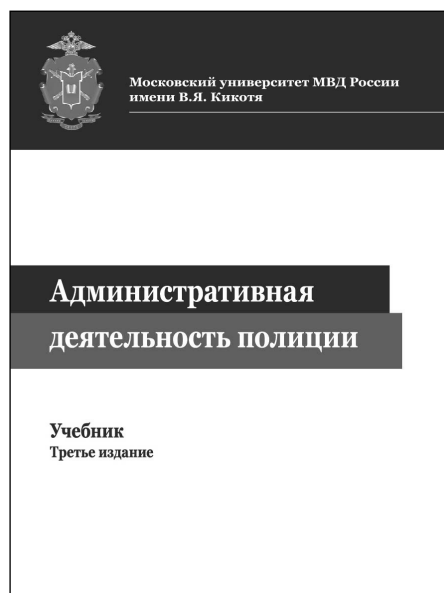 Московский университет МВД России
имени В.Я. Кикотя
Административная
деятельность полиции
Учебник
Третье издание